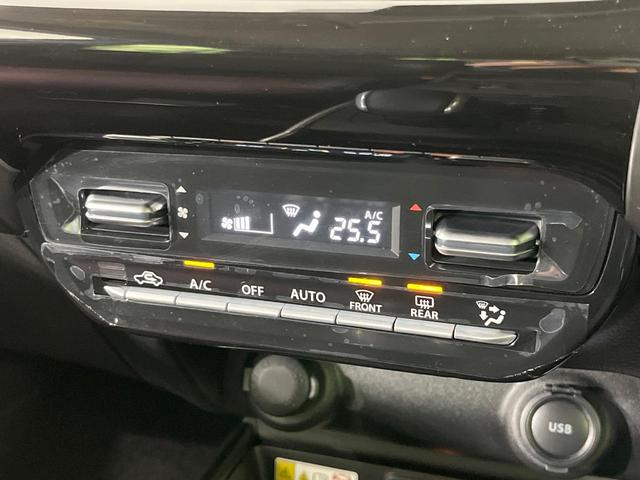 A/C
25.5
A/C OFF AUTO FRONT REAR
USB